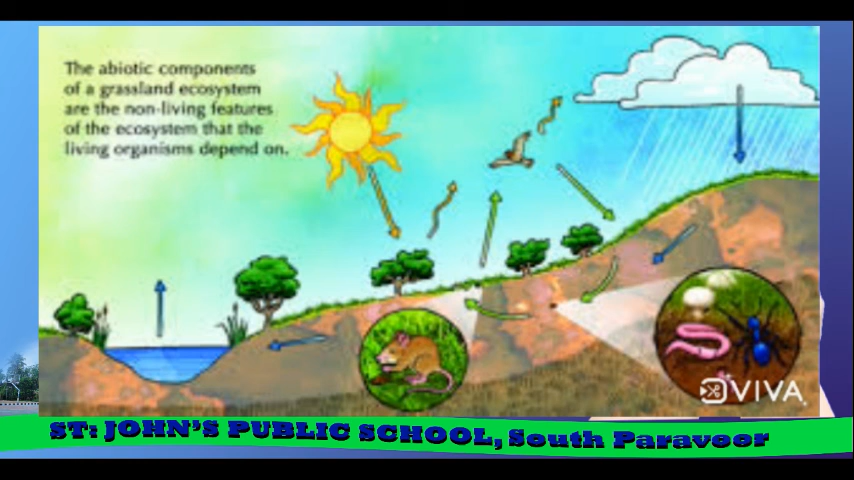 The abiotic components
of a grassland ecosystem
are the non-living features
of the ecosystem that the
living organisms depend on.
VIVA
ST: JOHN'S PUBLIC SCHOOL, South Paravoor